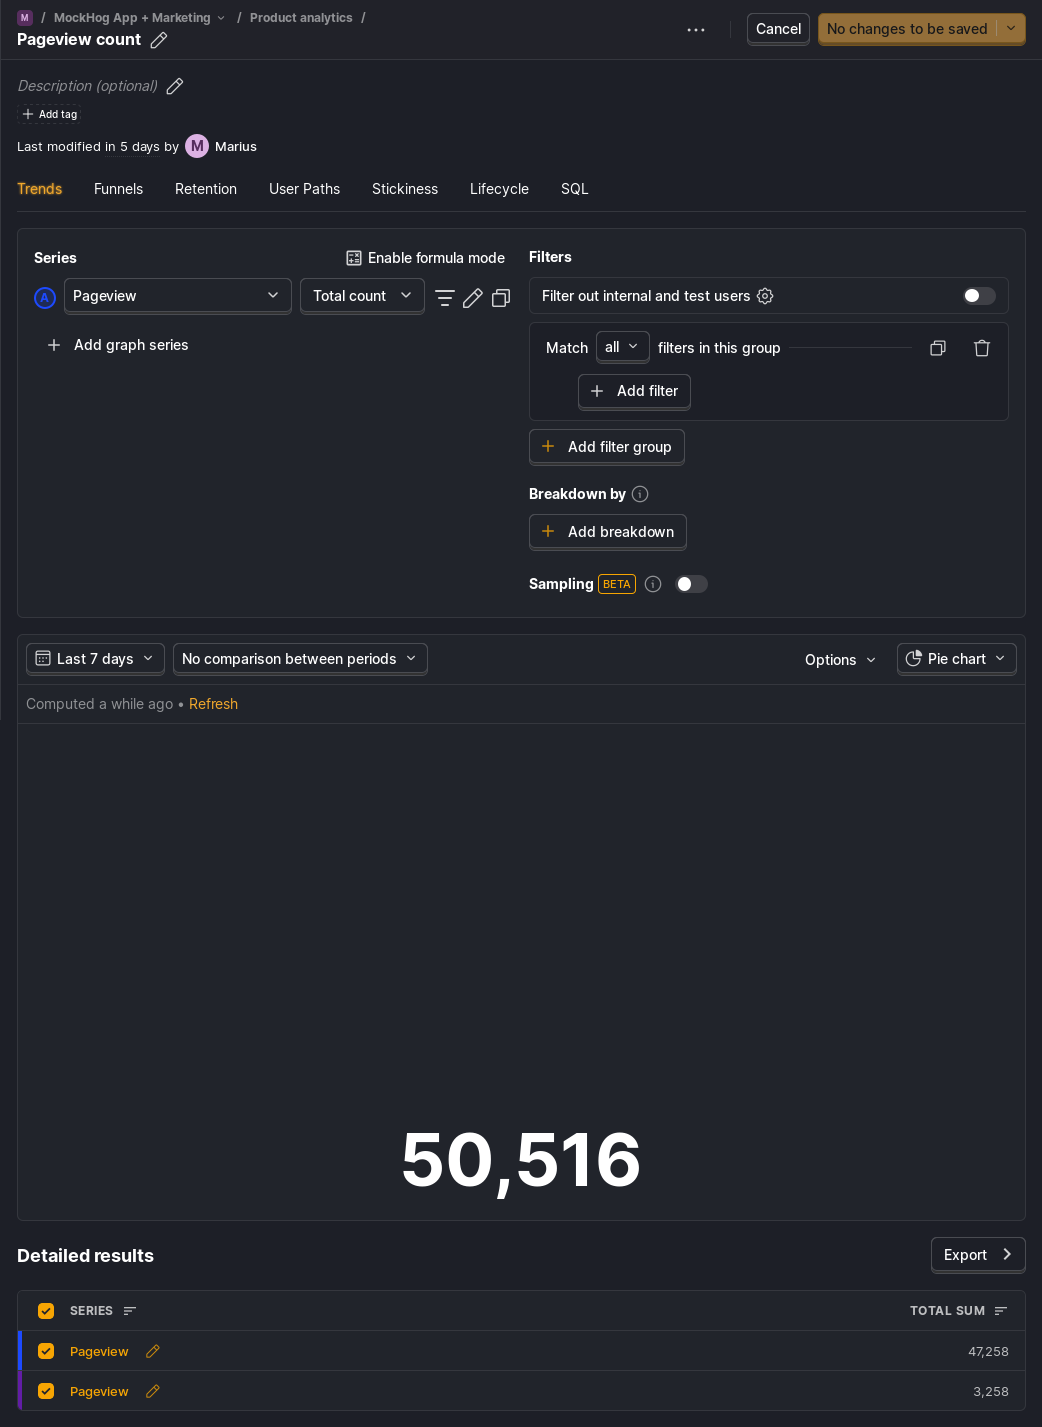 M / MockHog App + Marketing / Product analytics /
Pageview count
Cancel
No changes to be saved
Description (optional)
Add tag
Last modified in 5 days by M Marius
Trends Funnels Retention User Paths Stickiness Lifecycle SQL
Series
Enable formula mode
A Pageview Total count
Add graph series
Filters
Filter out internal and test users
Match all filters in this group
Add filter
Add filter group
Breakdown by
Add breakdown
Sampling BETA
Last 7 days No comparison between periods Options Pie chart
Computed a while ago • Refresh
50,516
Detailed results Export
SERIES TOTAL SUM
Pageview 47,258
Pageview 3,258